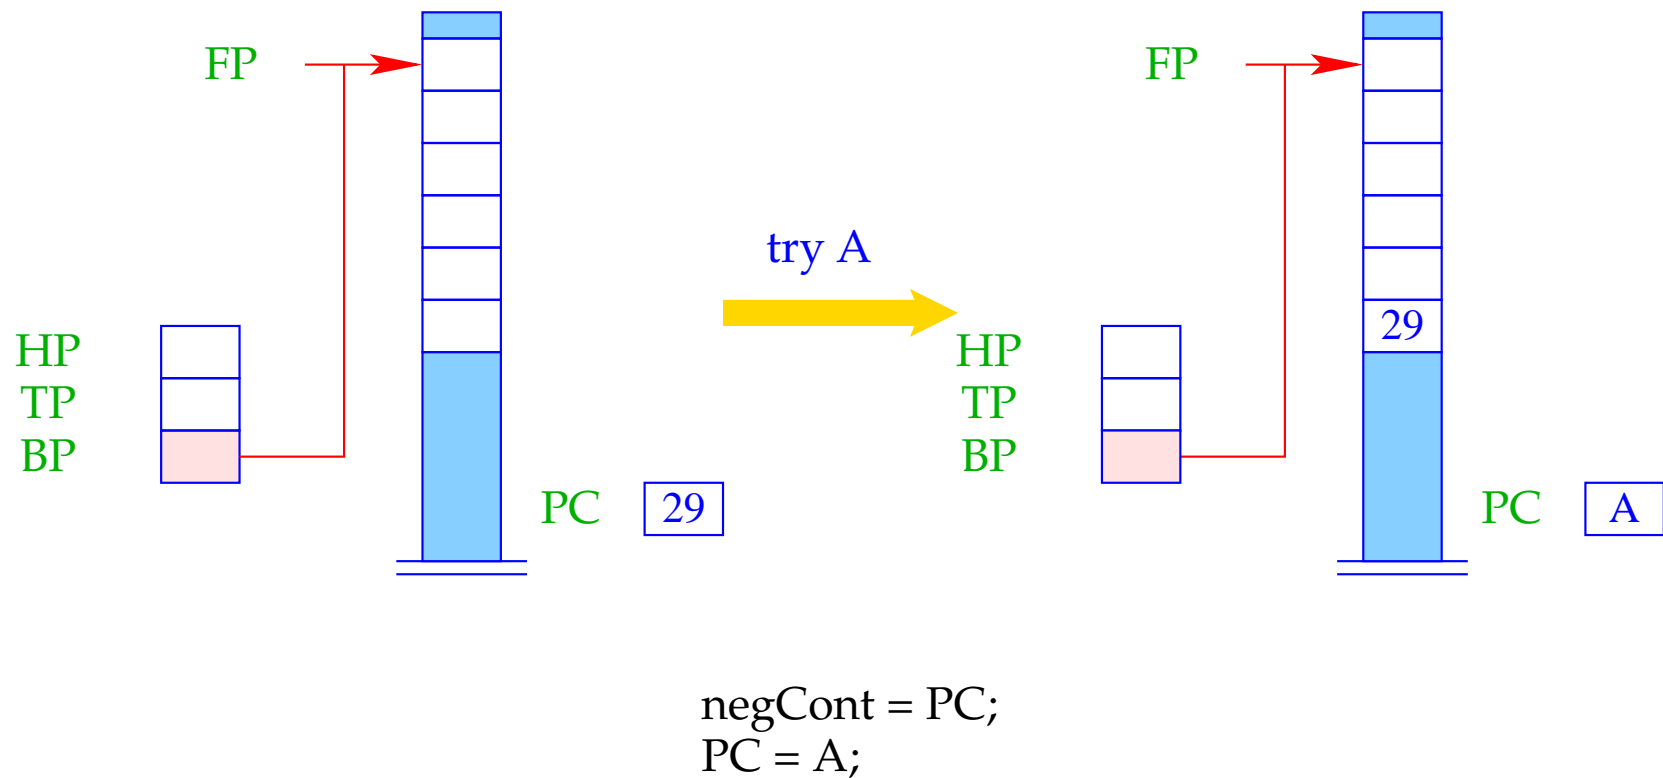 FP
FP
try A
29
HP
TP
BP
HP
TP
BP
PC 29
PC A
negCont = PC;
PC = A;